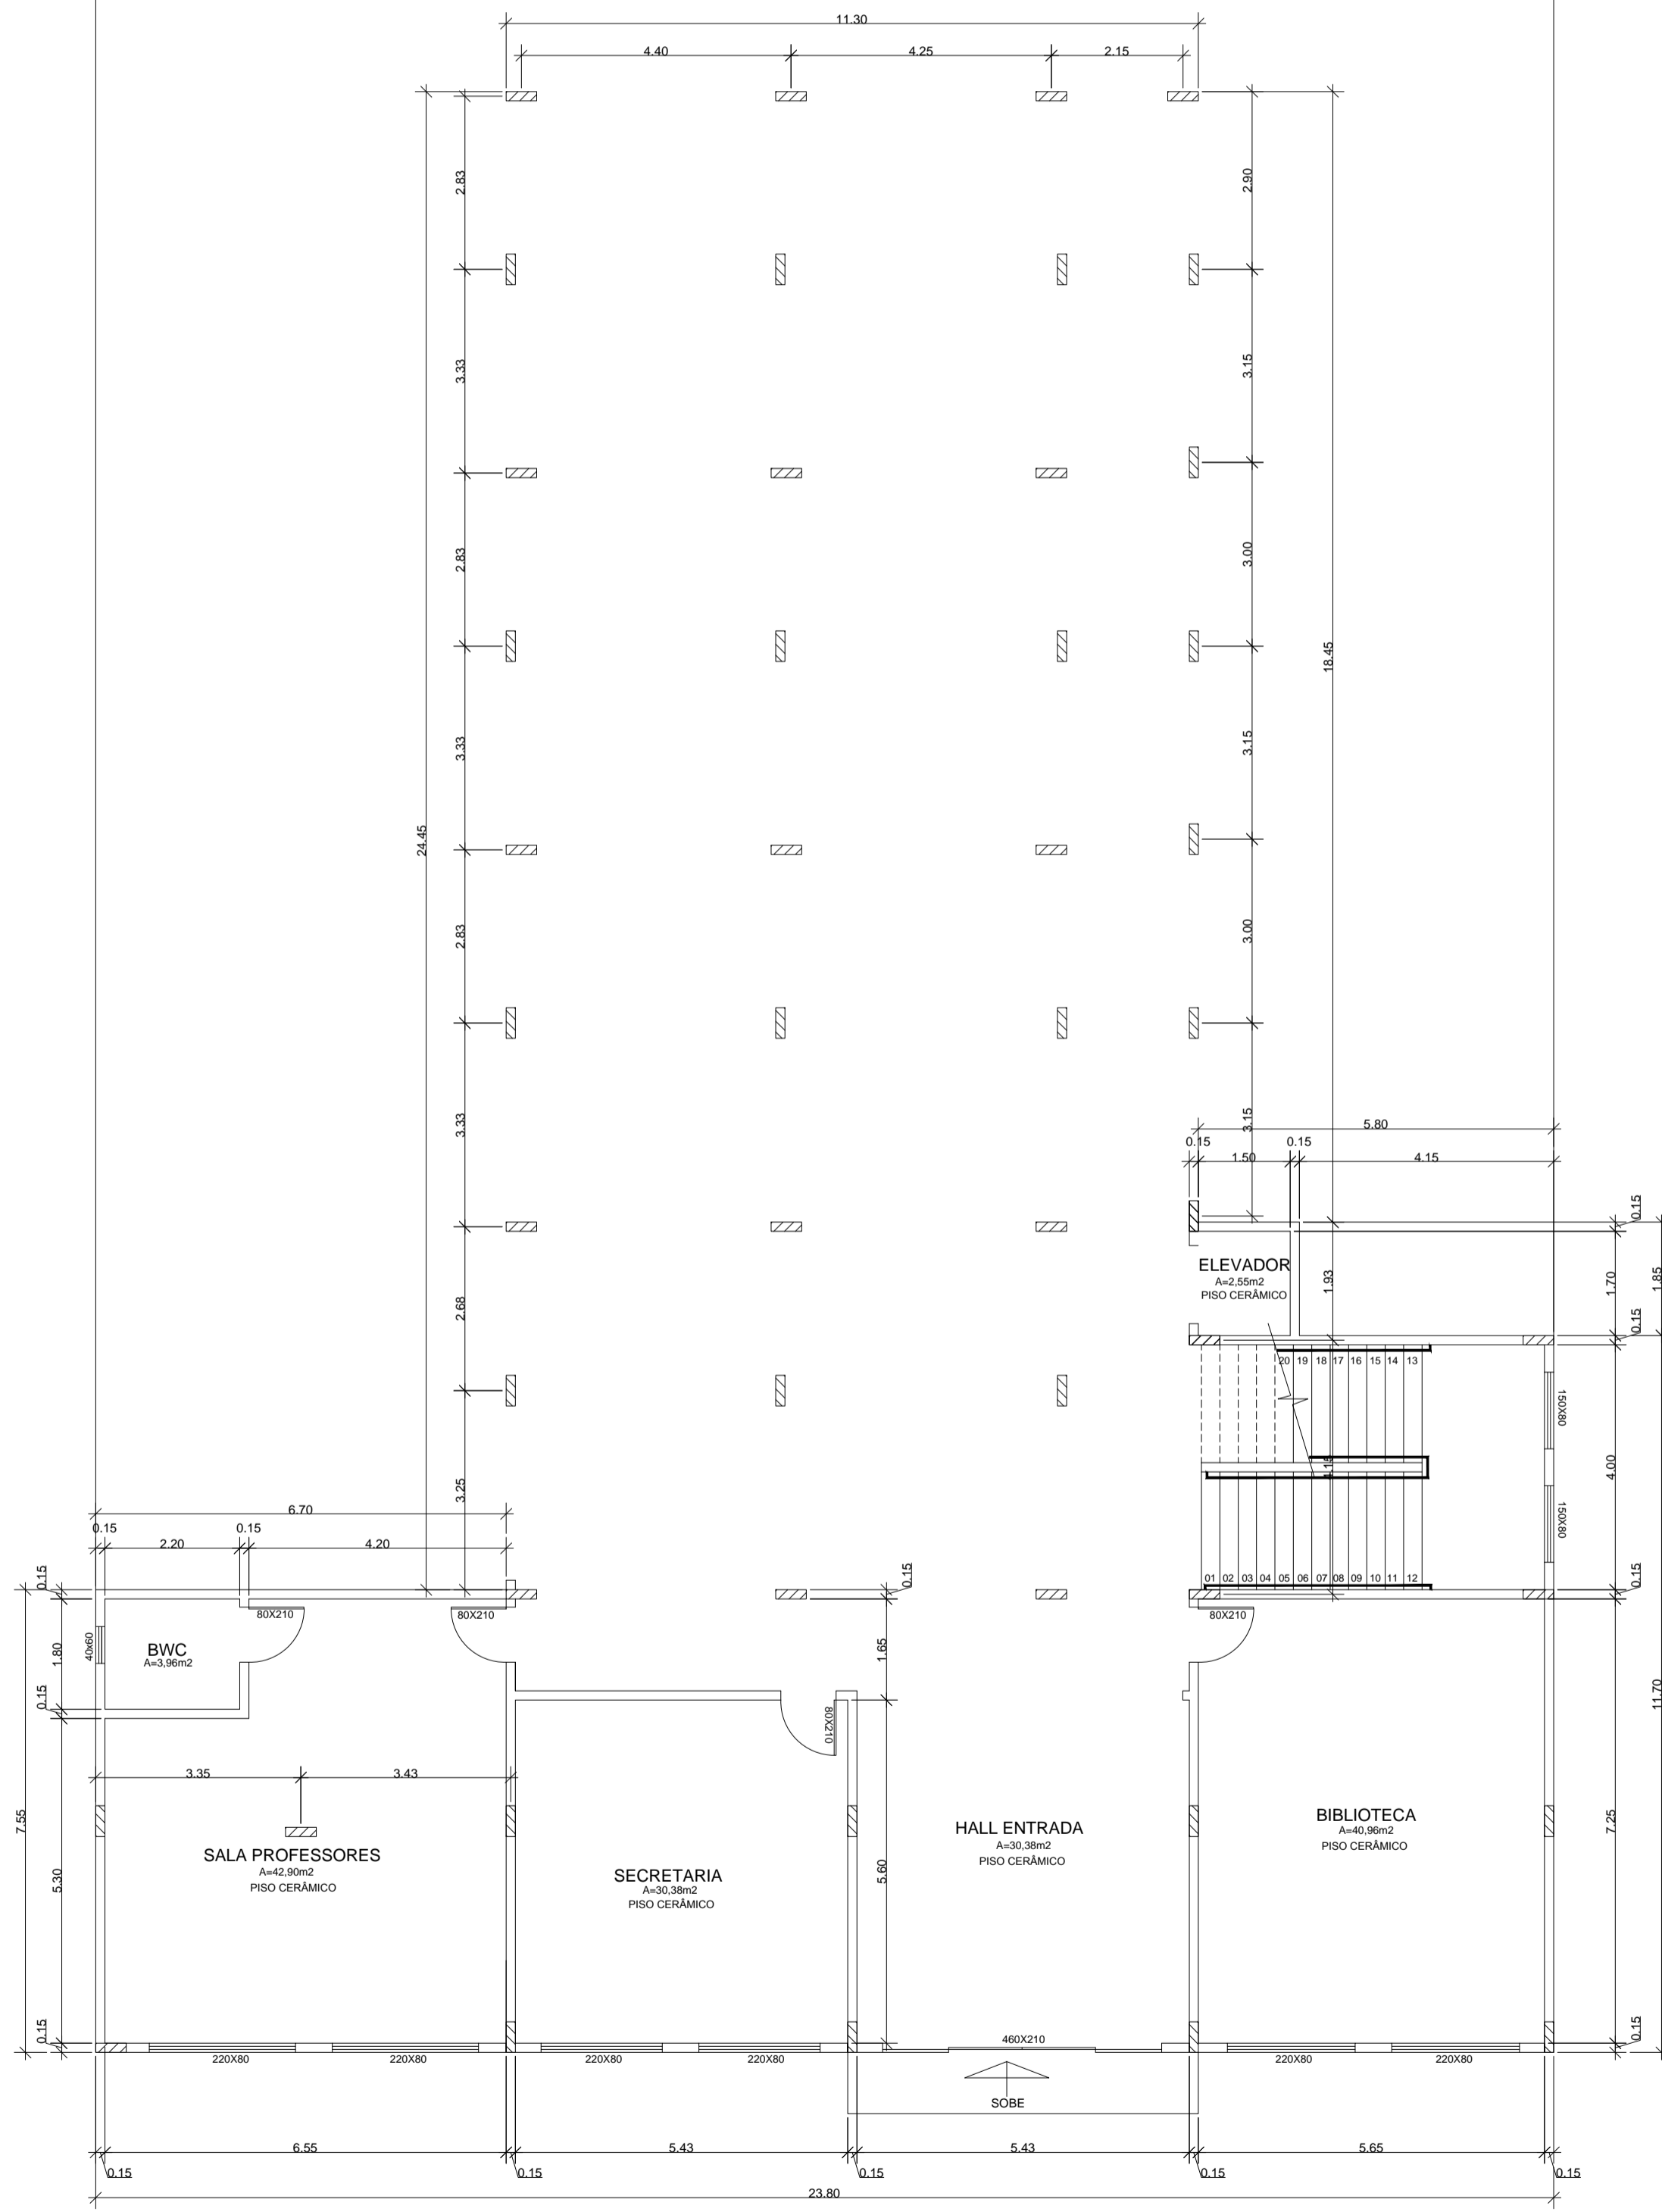 11.30
4.40
4.25
2.15
2.83
2.90
3.33
3.15
2.83
3.00
18.45
3.33
3.15
24.45
2.83
3.00
3.33
3.15
5.80
0.15
0.15
1.50
4.15
0.15
ELEVADOR
A=2,55m2
PISO CERÂMICO
1.93
1.70
1.85
2.68
0.15
20 19 18 17 16 15 14 13
150X80
4.15
4.00
3.25
150X80
6.70
0.15
0.15
2.20
4.20
0.15
0.15
01 02 03 04 05 06 07 08 09 10 11 12
0.15
80X210
80X210
80X210
40x60
1.80
BWC
A=3,96m2
1.65
0.15
80X210
11.70
3.35
3.43
7.55
5.30
SALA PROFESSORES
A=42,90m2
PISO CERÂMICO
SECRETARIA
A=30,38m2
PISO CERÂMICO
5.60
HALL ENTRADA
A=30,38m2
PISO CERÂMICO
BIBLIOTECA
A=40,96m2
PISO CERÂMICO
7.25
0.15
0.15
460X210
220X80
220X80
220X80
220X80
220X80
220X80
SOBE
6.55
5.43
5.43
5.65
0.15
0.15
0.15
0.15
0.15
23.80